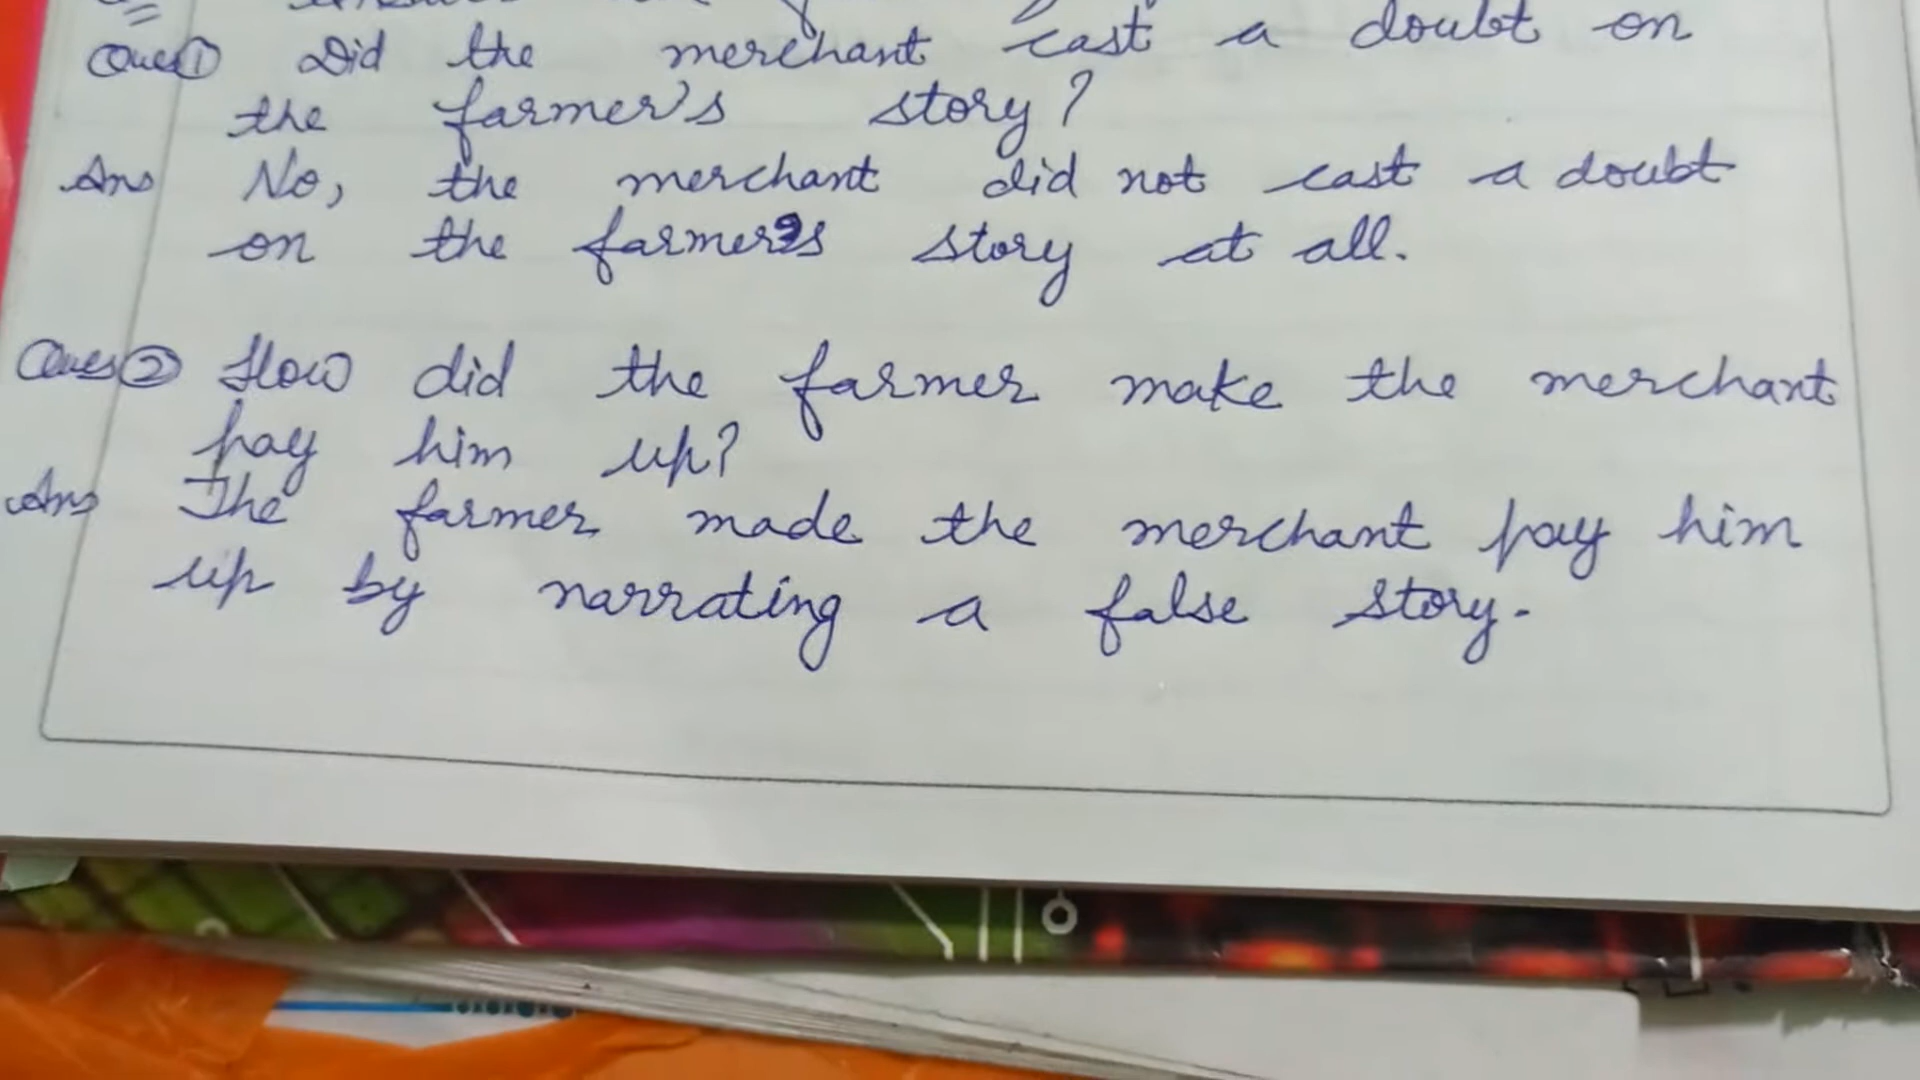 Ques① Did the merchant cast a doubt on
the farmer's story?
Ans No, the merchant did not cast a doubt
on the farmer's story at all.
Ques② How did the farmer make the merchant
pay him up?
Ans The farmer made the merchant pay him
up by narrating a false story.